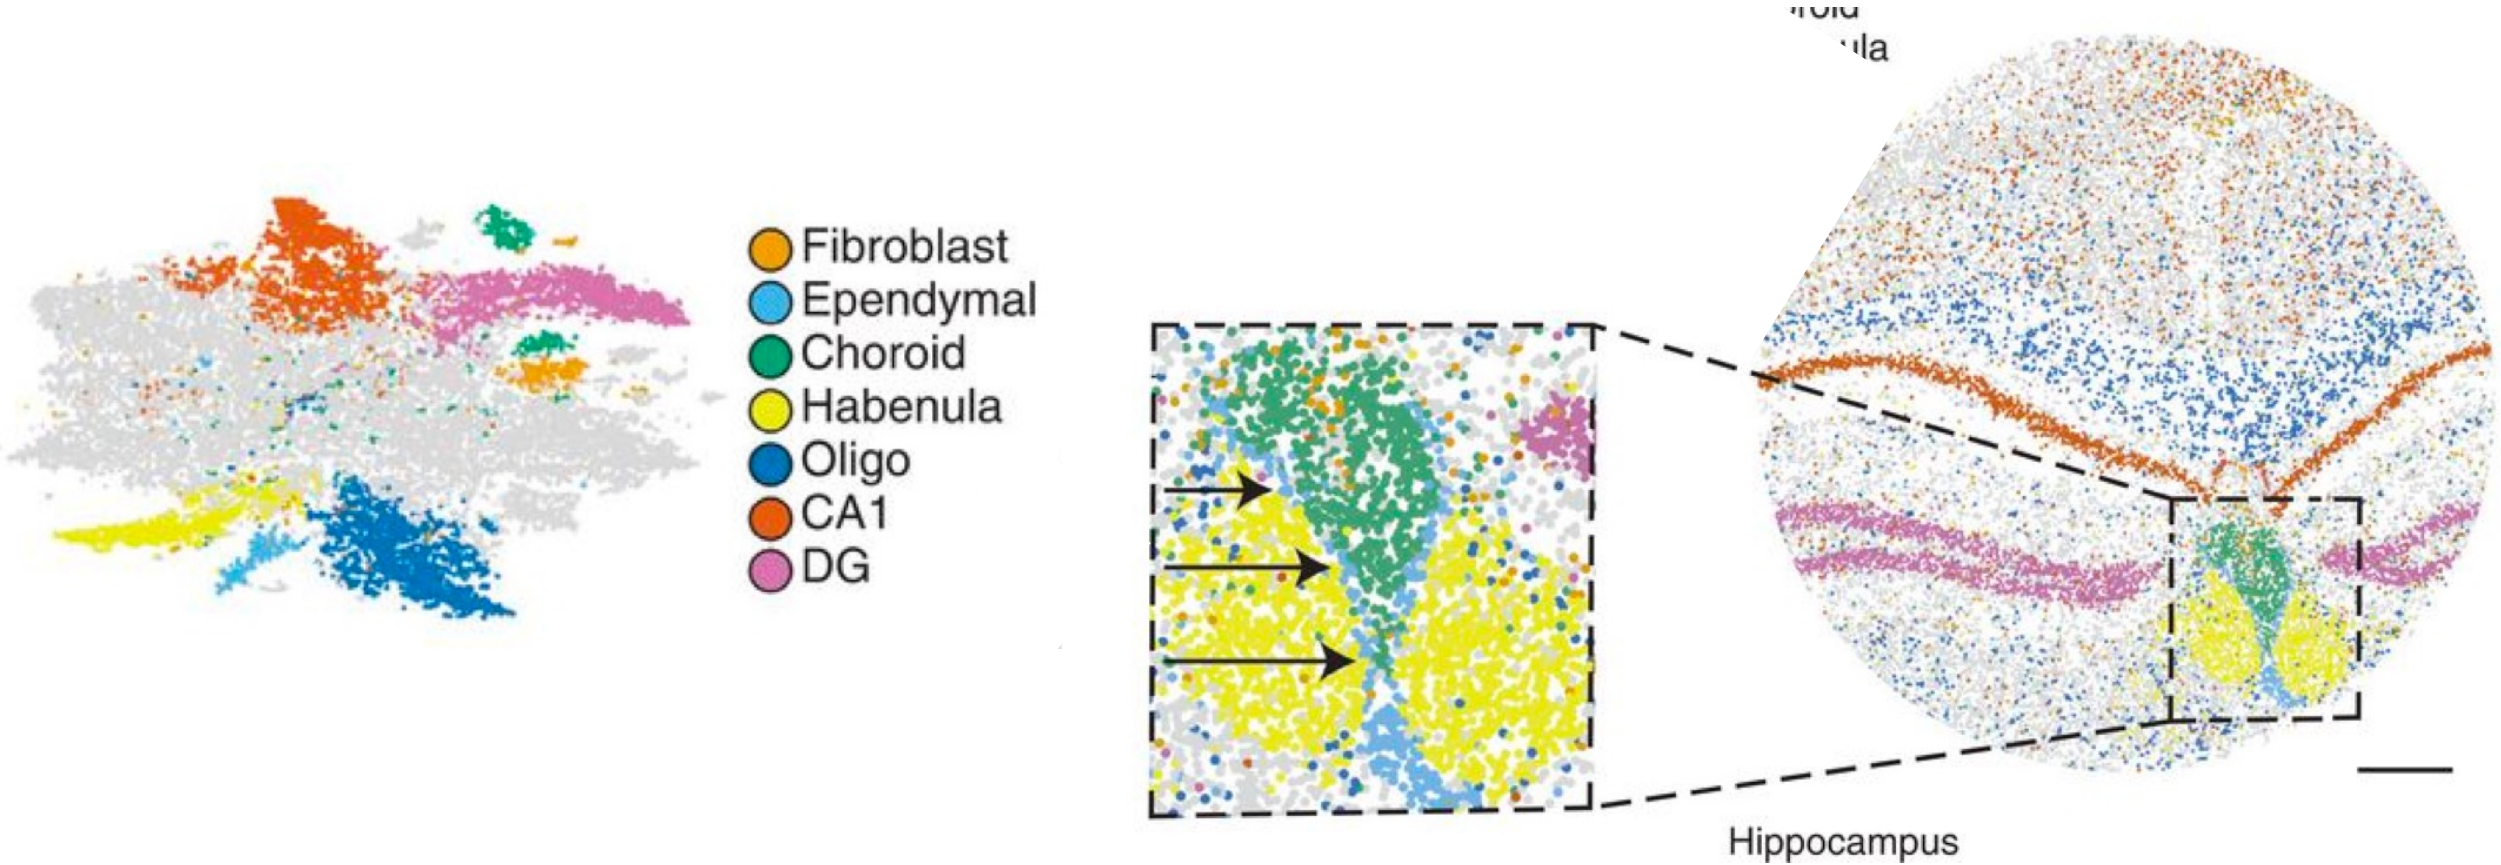 Fibroblast
Ependymal
Choroid
Habenula
Oligo
CA1
DG
Hippocampus